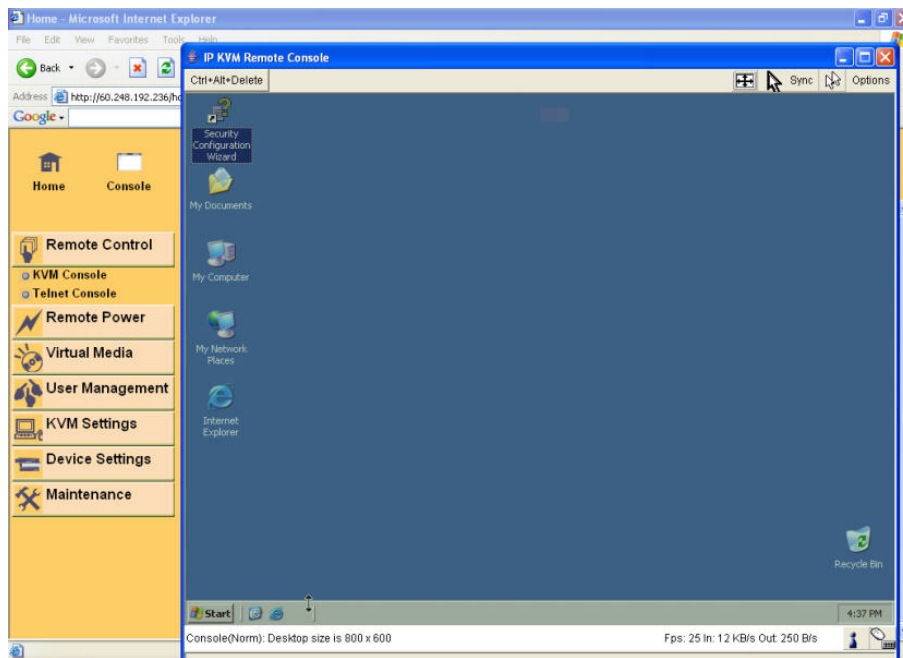 Home - Microsoft Internet Explorer
File Edit View Favorites Tools Help
Back
Address http://60.248.192.236/ho
Google
IP KVM Remote Console
Ctrl+Alt+Delete
Sync Options
Home Console
Remote Control
KVM Console
Telnet Console
Remote Power
Virtual Media
User Management
KVM Settings
Device Settings
Maintenance
Security
Configuration
Wizard
My Documents
My Computer
My Network
Places
Internet
Explorer
Recycle Bin
Start
4:37 PM
Console(Norm): Desktop size is 800 x 600
Fps: 25 In: 12 KB/s Out: 250 B/s